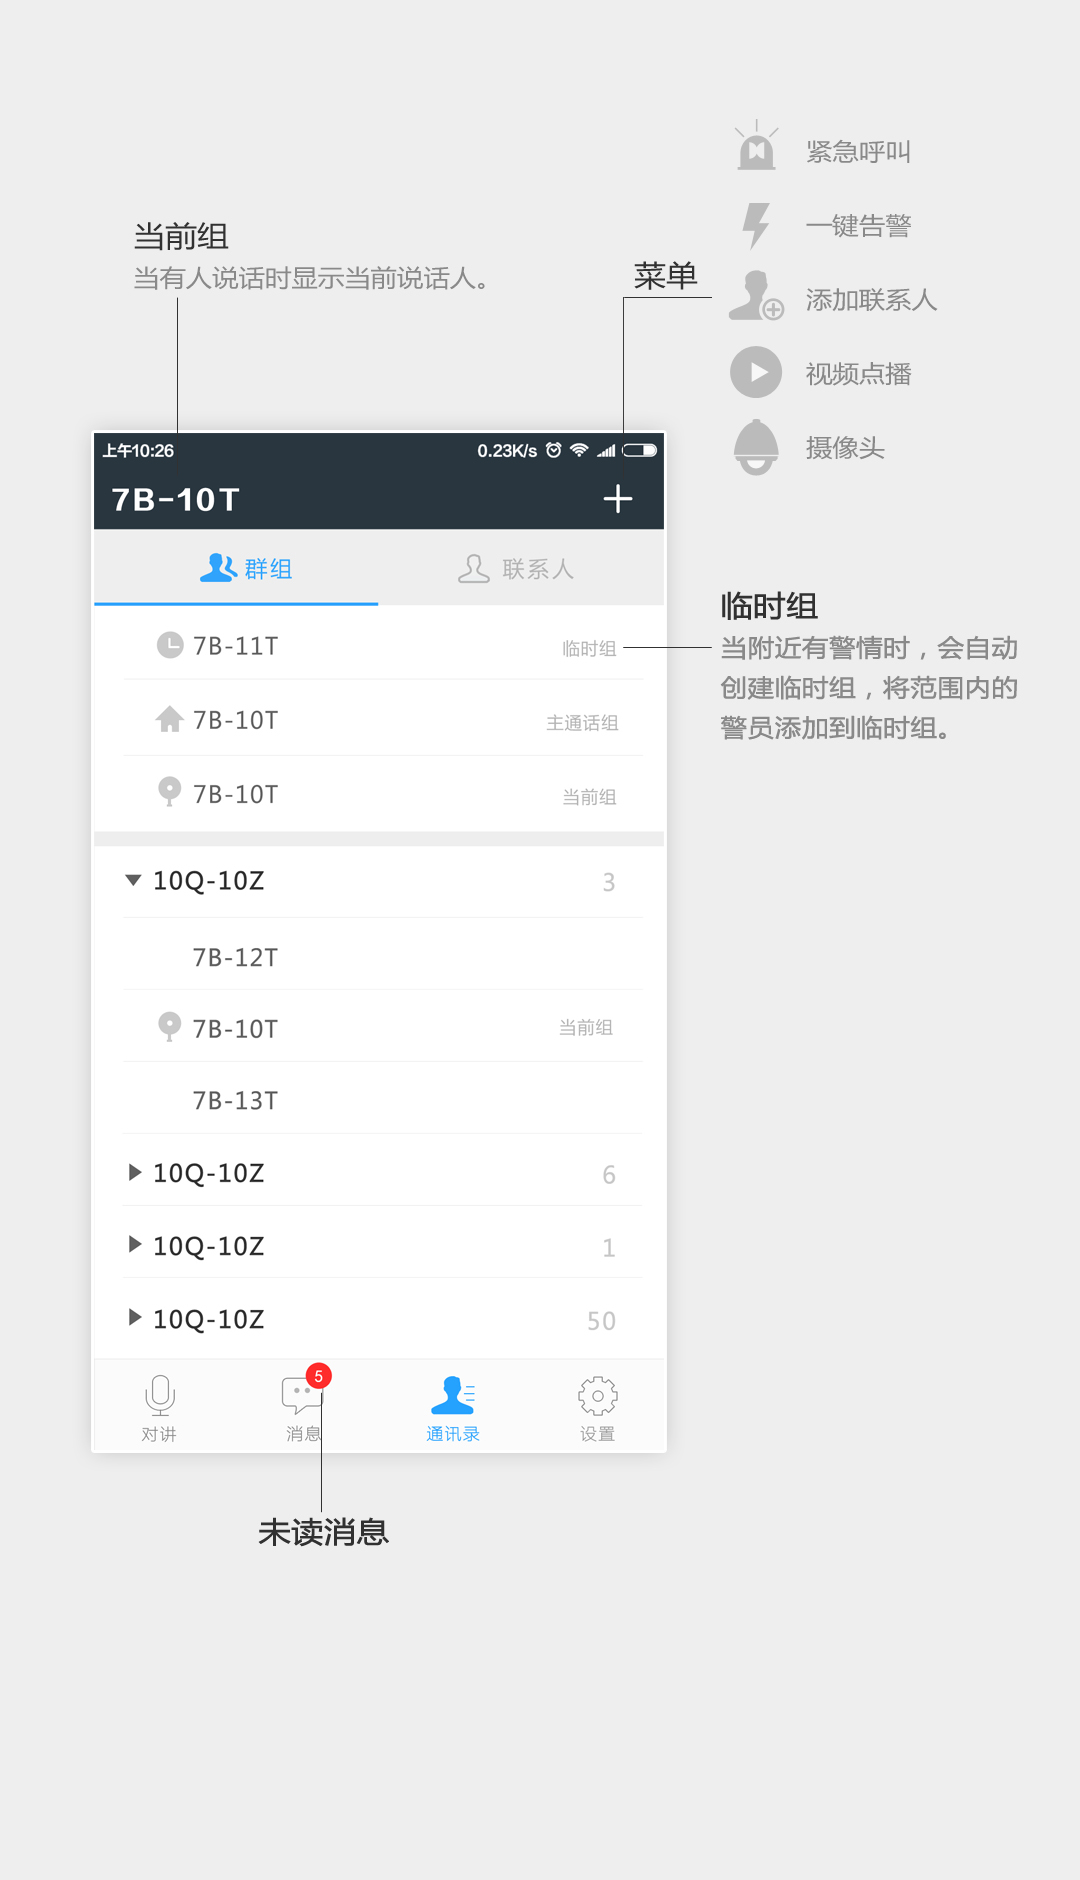 紧急呼叫
一键告警
添加联系人
视频点播
摄像头
菜单
当前组
当有人说话时显示当前说话人。
上午10:26
0.23K/s
7B-10T
群组
联系人
7B-11T 临时组
7B-10T 主通话组
7B-10T 当前组
临时组
当附近有警情时，会自动
创建临时组，将范围内的
警员添加到临时组。
10Q-10Z 3
7B-12T
7B-10T 当前组
7B-13T
10Q-10Z 6
10Q-10Z 1
10Q-10Z 50
5
对讲
消息
通讯录
设置
未读消息